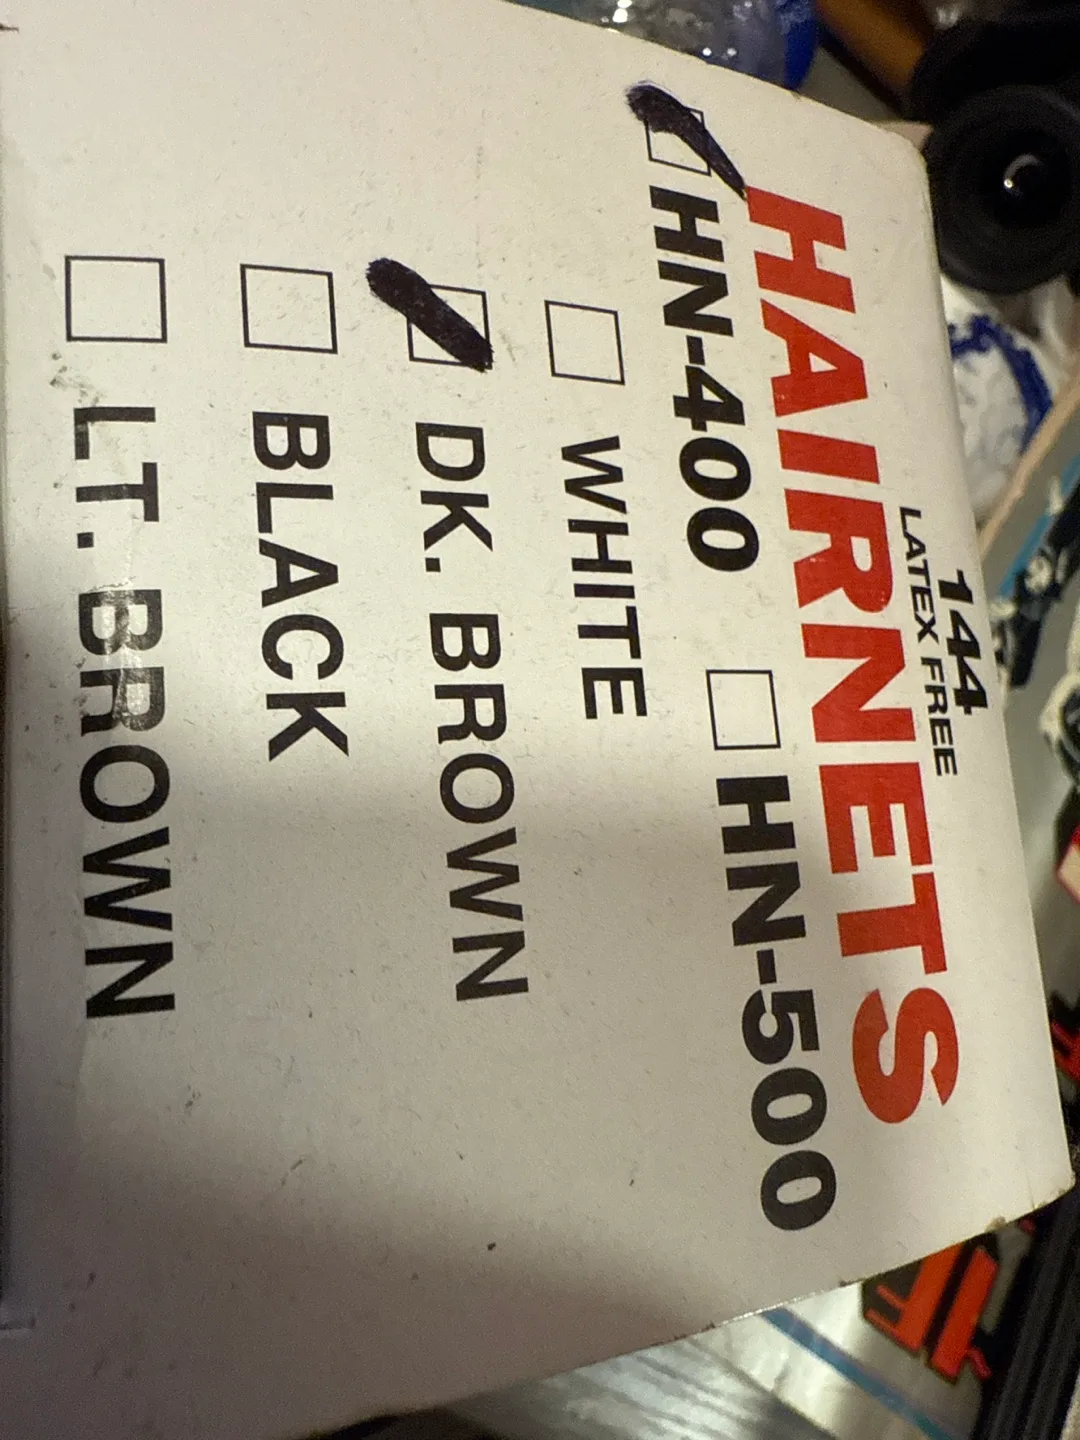 144
LATEX FREE
HAIRNETS
HN-400 HN-500
WHITE
DK. BROWN
BLACK
LT. BROWN